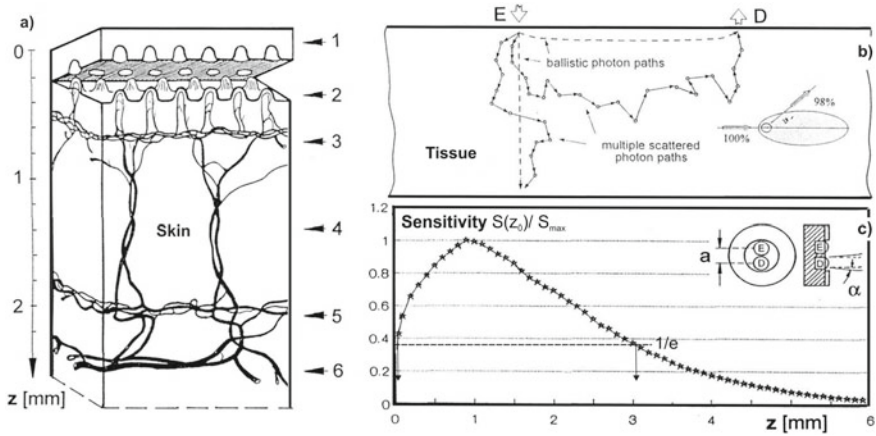 a)
0
1
2
z [mm]
Skin
1
2
3
4
5
6
E
D
b)
ballistic photon paths
98%
100%
multiple scattered
photon paths
Tissue
Sensitivity S(z₀)/ Sₘₐₓ
c)
1.2
1
0.8
0.6
0.4
0.2
0
a
E
D
α
1/e
0
1
2
3
4
5
6
z [mm]